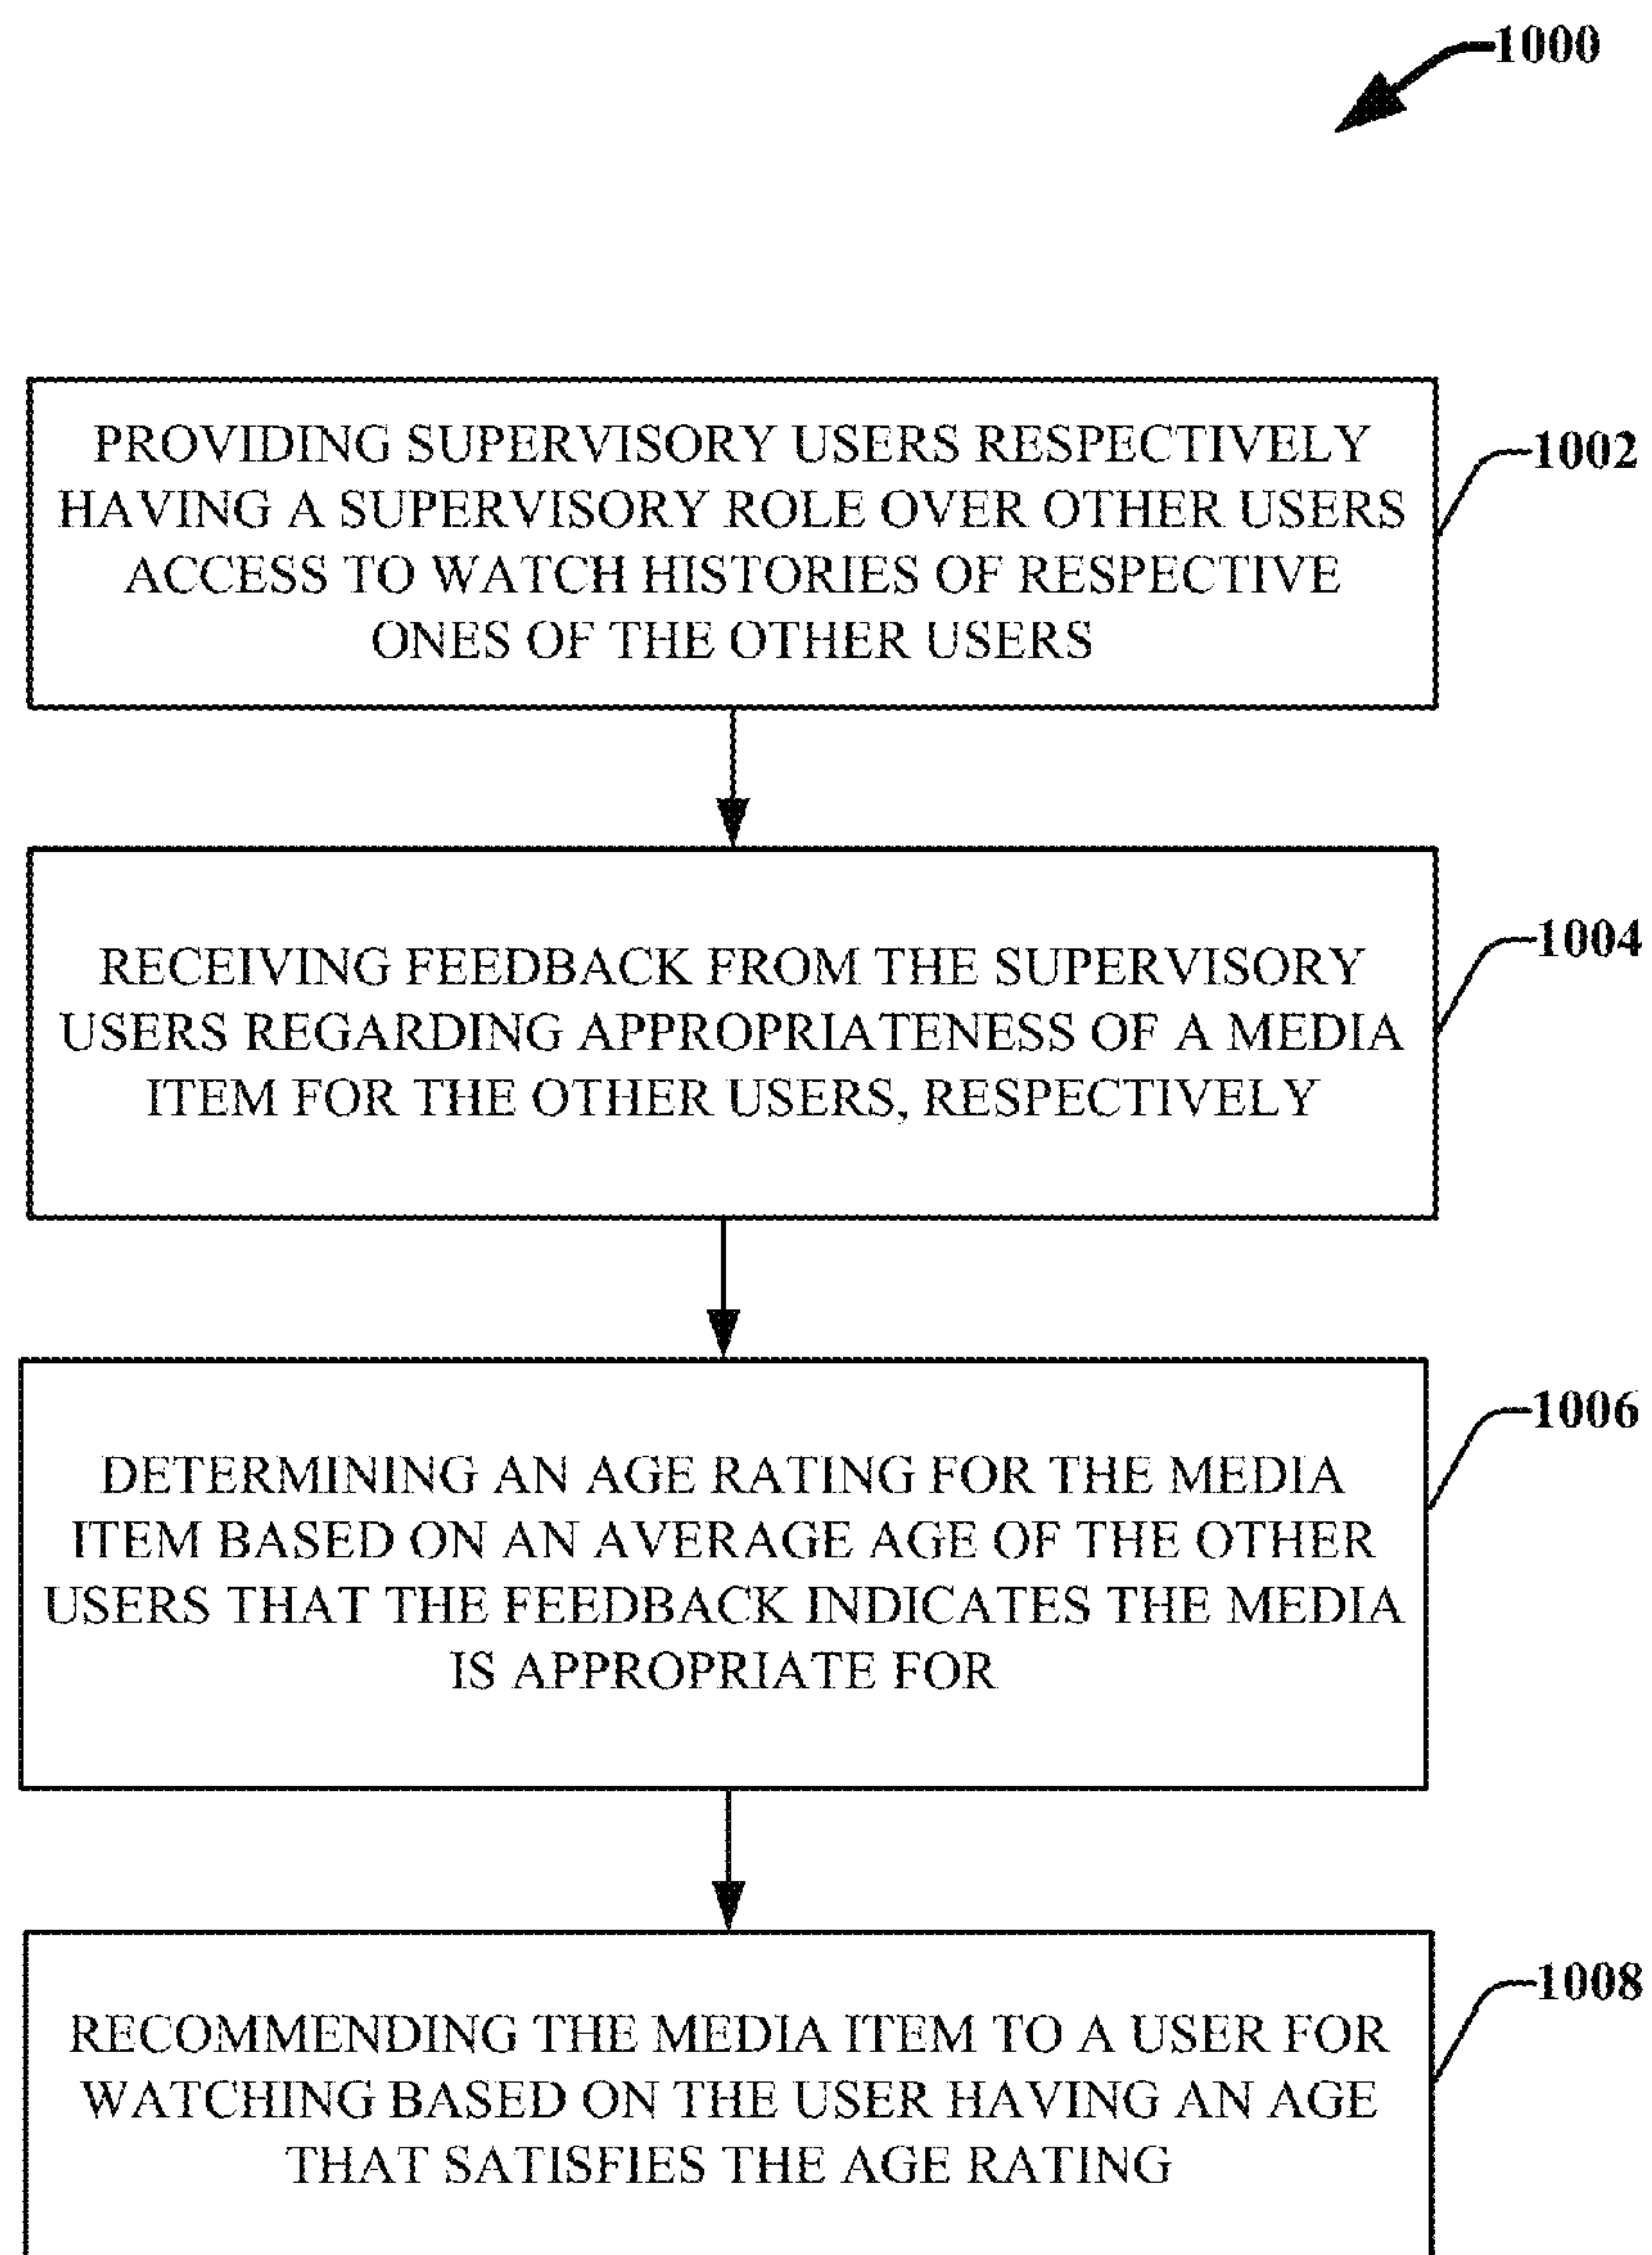 1000
PROVIDING SUPERVISORY USERS RESPECTIVELY
HAVING A SUPERVISORY ROLE OVER OTHER USERS
ACCESS TO WATCH HISTORIES OF RESPECTIVE
ONES OF THE OTHER USERS
1002
RECEIVING FEEDBACK FROM THE SUPERVISORY
USERS REGARDING APPROPRIATENESS OF A MEDIA
ITEM FOR THE OTHER USERS, RESPECTIVELY
1004
DETERMINING AN AGE RATING FOR THE MEDIA
ITEM BASED ON AN AVERAGE AGE OF THE OTHER
USERS THAT THE FEEDBACK INDICATES THE MEDIA
IS APPROPRIATE FOR
1006
RECOMMENDING THE MEDIA ITEM TO A USER FOR
WATCHING BASED ON THE USER HAVING AN AGE
THAT SATISFIES THE AGE RATING
1008